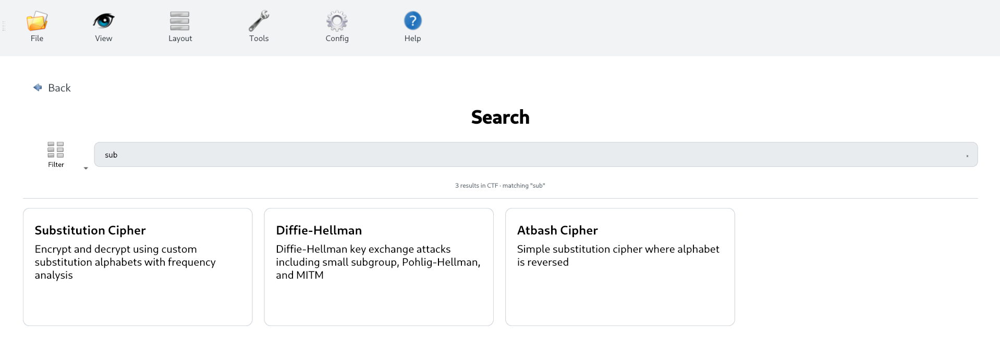 File
View
Layout
Tools
Config
Help
Back
Search
Filter
sub
3 results in CTF · matching "sub"
Substitution Cipher
Encrypt and decrypt using custom
substitution alphabets with frequency
analysis
Diffie-Hellman
Diffie-Hellman key exchange attacks
including small subgroup, Pohlig-Hellman,
and MITM
Atbash Cipher
Simple substitution cipher where alphabet
is reversed